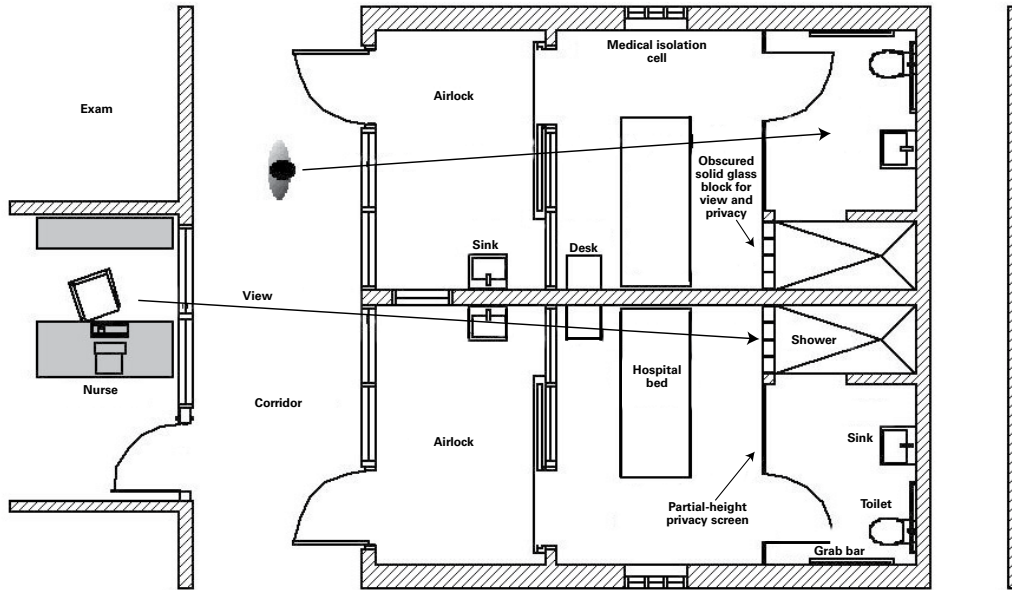 Medical isolation
cell
Exam
Airlock
Obscured
solid glass
block for
view and
privacy
Sink
Desk
View
Shower
Hospital
bed
Nurse
Corridor
Airlock
Sink
Toilet
Partial-height
privacy screen
Grab bar